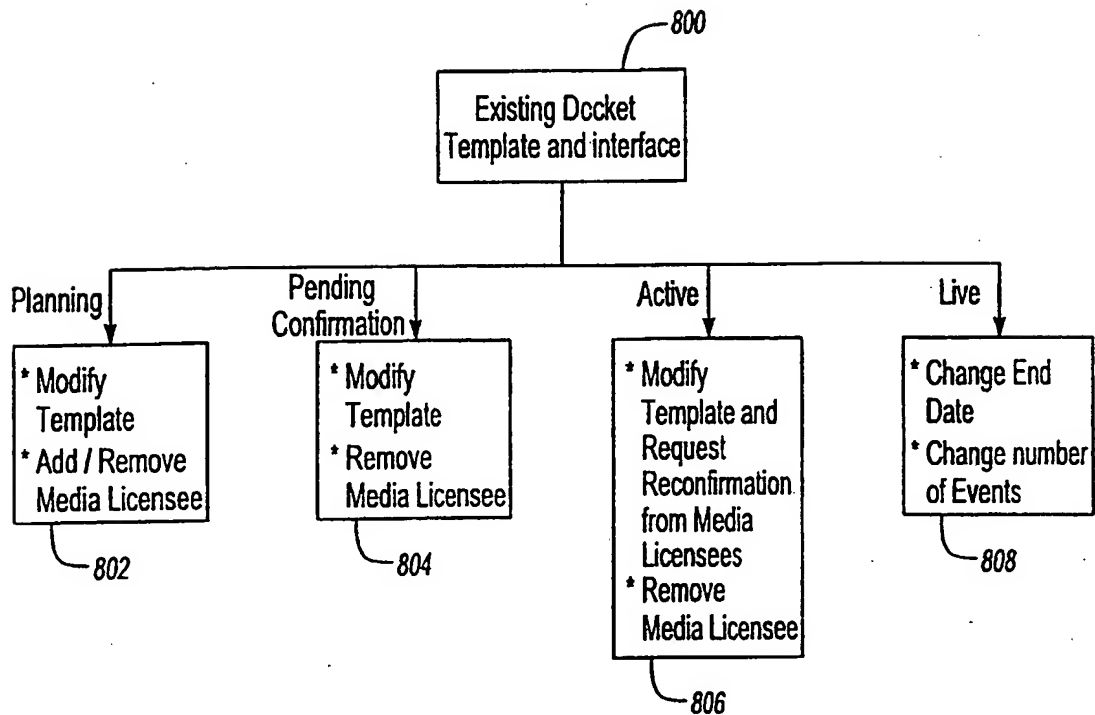 800
Existing Dccket
Template and interface
Planning
Pending
Confirmation
Active
Live
* Modify
Template
* Add / Remove
Media Licensee
802
* Modify
Template
* Remove
Media Licensee
804
* Modify
Template and
Request
Reconfirmation
from Media
Licensees
* Remove
Media Licensee
806
* Change End
Date
* Change number
of Events
808